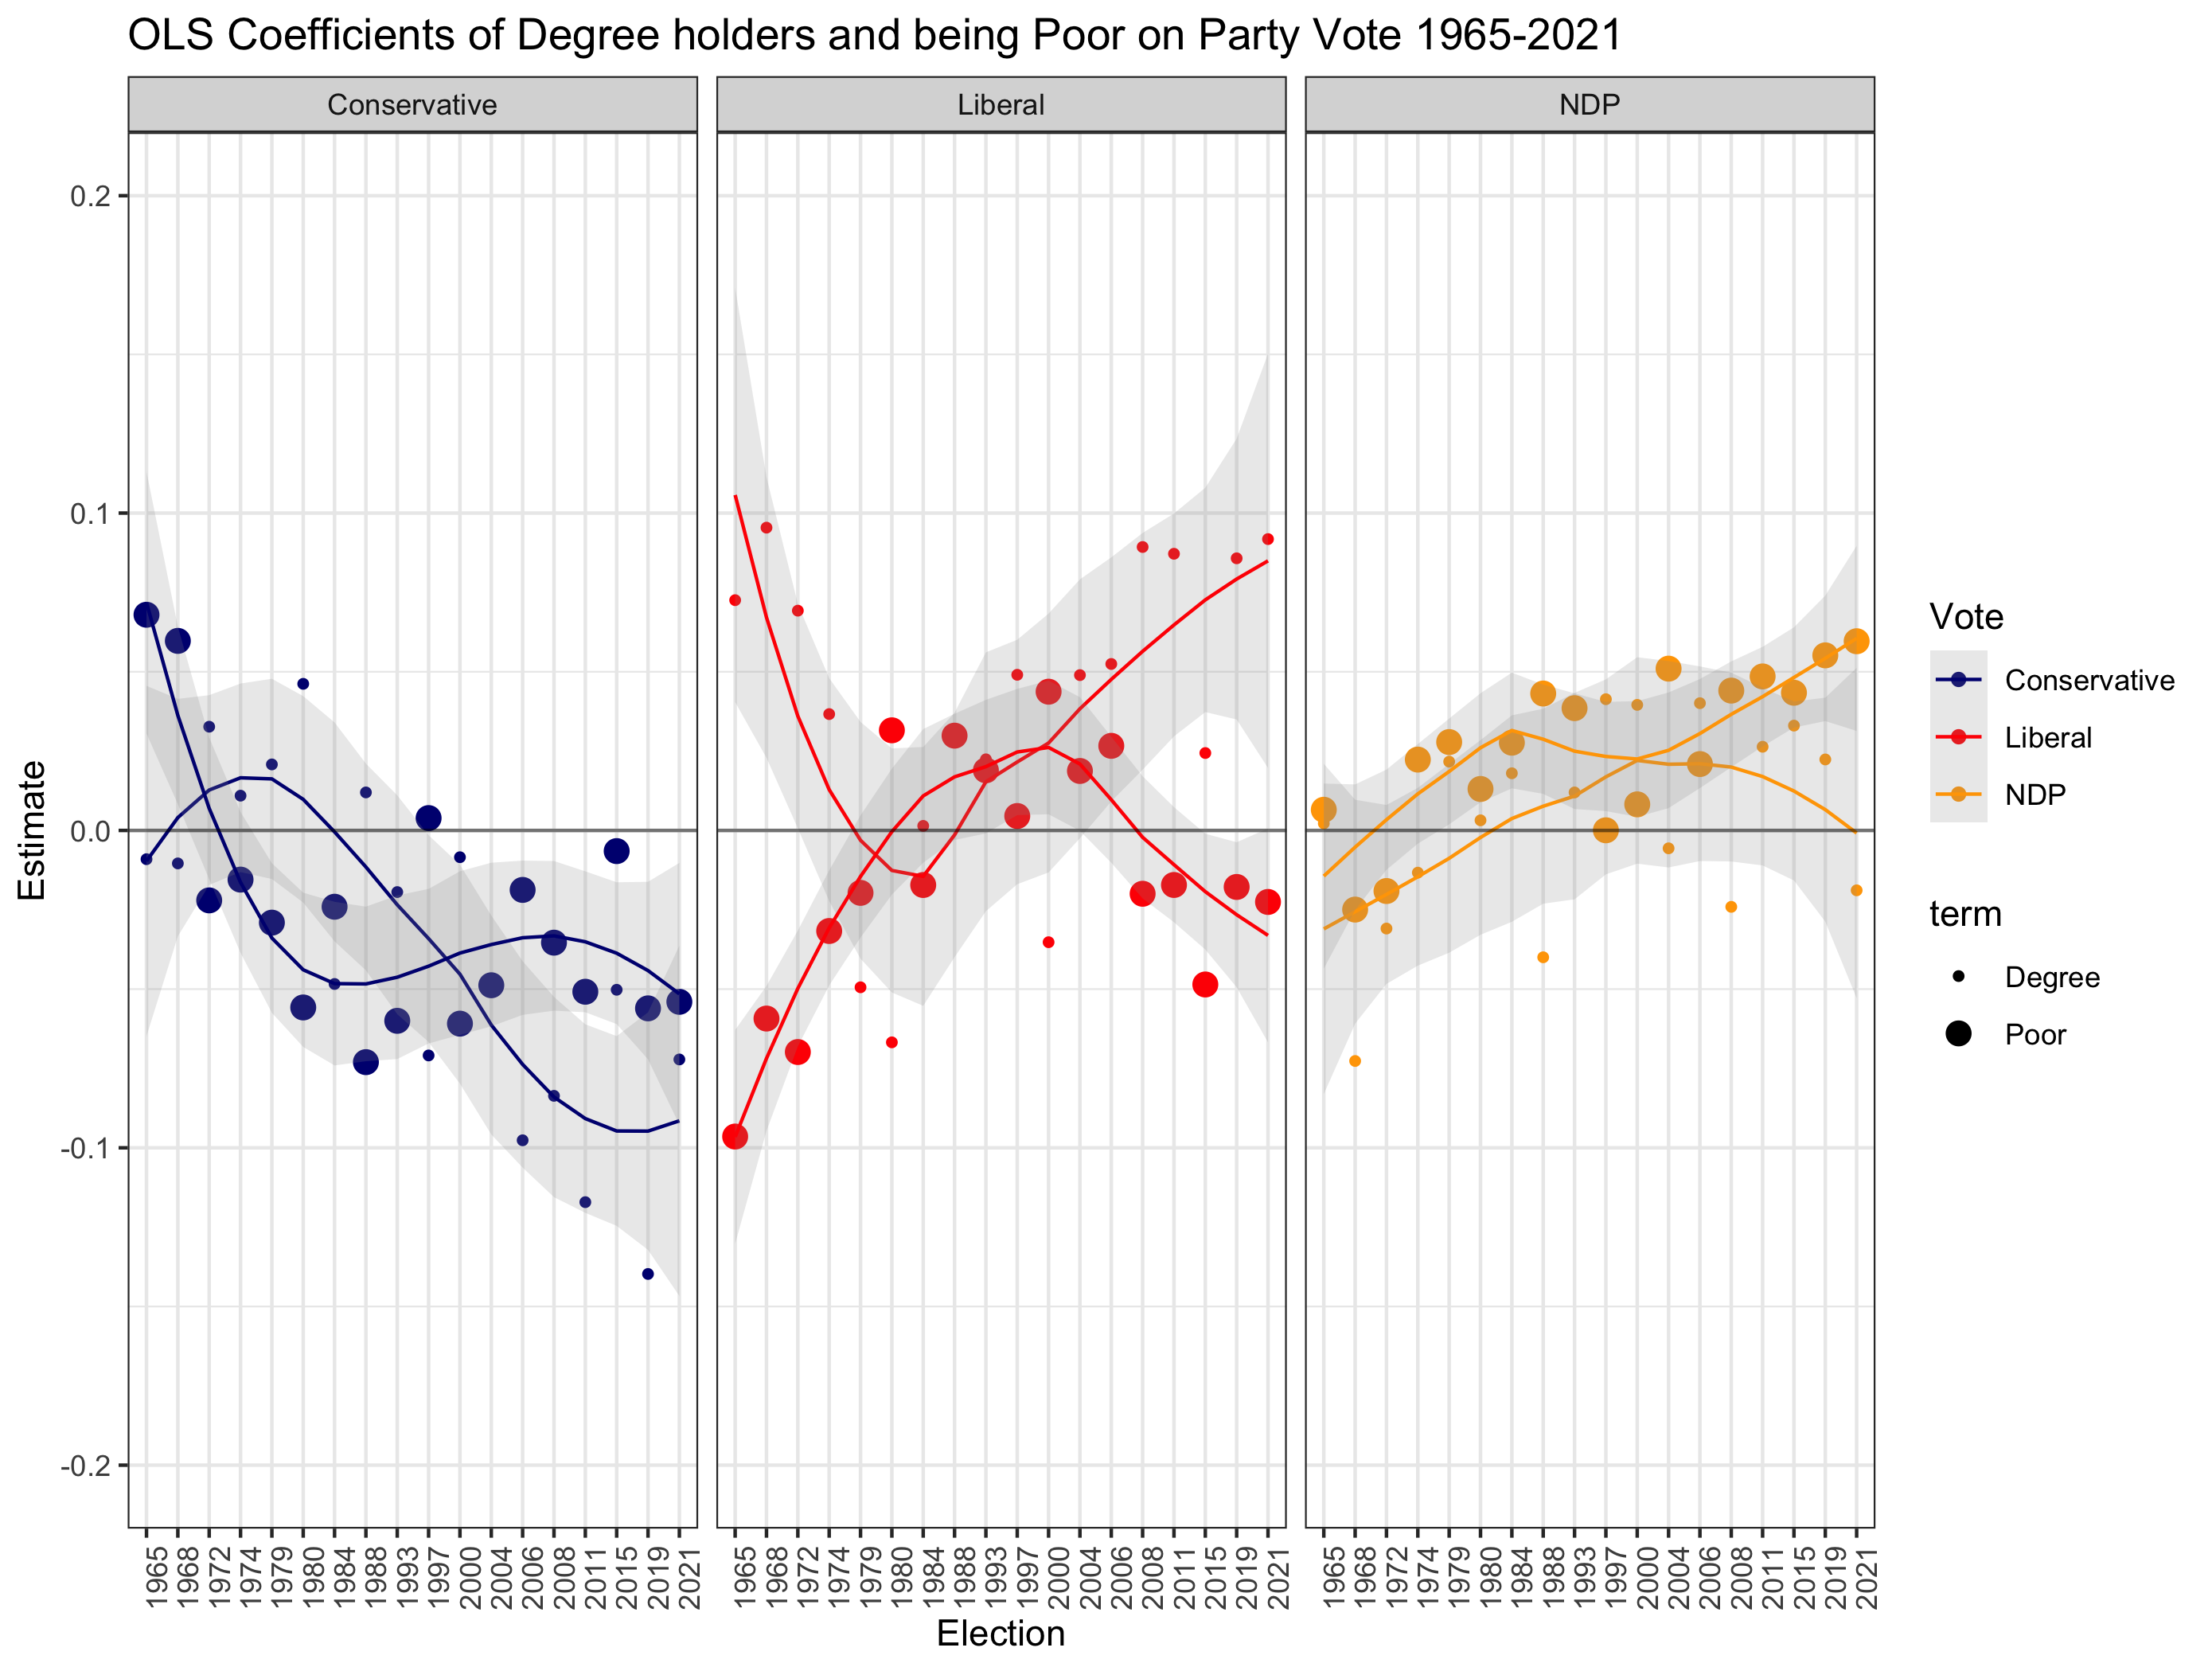 OLS Coefficients of Degree holders and being Poor on Party Vote 1965-2021
Conservative
Liberal
NDP
0.2
0.1
0.0
-0.1
-0.2
Estimate
1965 1968 1972 1974 1979 1980 1984 1988 1993 1997 2000 2004 2006 2008 2011 2015 2019 2021
1965 1968 1972 1974 1979 1980 1984 1988 1993 1997 2000 2004 2006 2008 2011 2015 2019 2021
1965 1968 1972 1974 1979 1980 1984 1988 1993 1997 2000 2004 2006 2008 2011 2015 2019 2021
Election
Vote
Conservative
Liberal
NDP
term
Degree
Poor